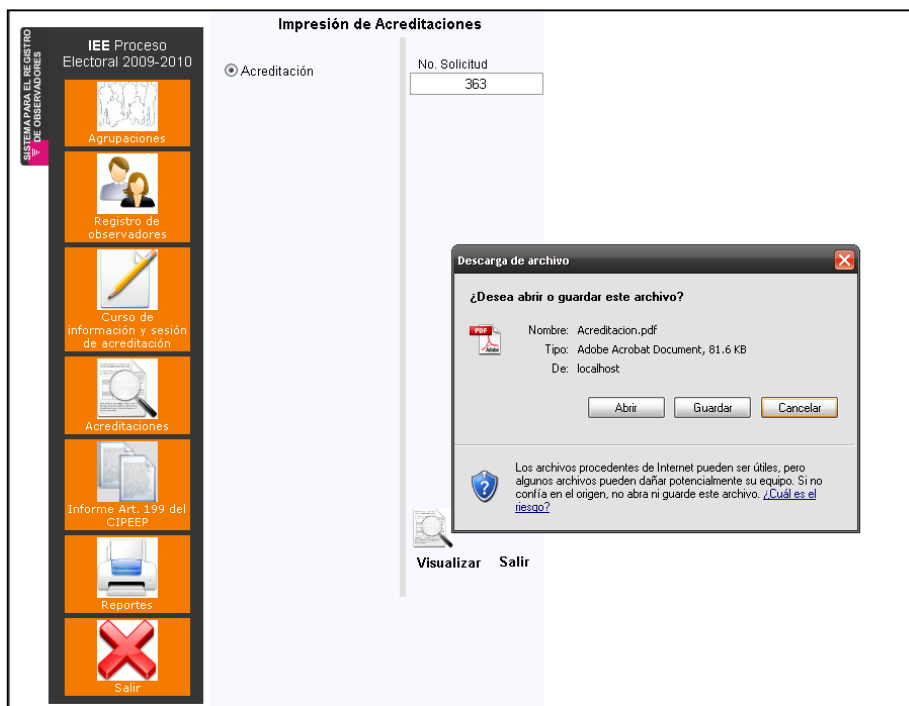 Impresión de Acreditaciones
SISTEMA PARA EL REGISTRO
DE OBSERVADORES
IEE Proceso
Electoral 2009-2010
Agrupaciones
Registro de
observadores
Curso de
información y sesión
de acreditación
Acreditaciones
Informe Art. 199 del
CIPEEP
Reportes
Salir
Acreditación
No. Solicitud
363
Descarga de archivo
¿Desea abrir o guardar este archivo?
PDF
Adobe
Nombre: Acreditacion.pdf
Tipo: Adobe Acrobat Document, 81.6 KB
De: localhost
Abrir Guardar Cancelar
Los archivos procedentes de Internet pueden ser útiles, pero
algunos archivos pueden dañar potencialmente su equipo. Si no
confía en el origen, no abra ni guarde este archivo. ¿Cuál es el
riesgo?
Visualizar Salir